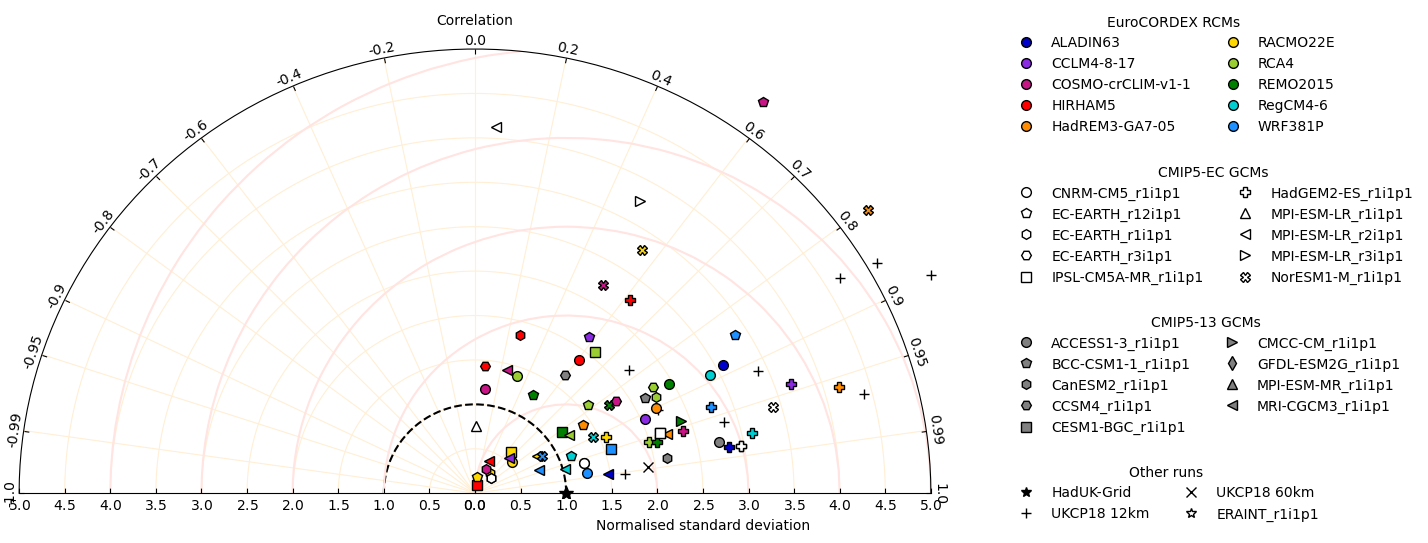 Correlation
0.0
-0.2
0.2
-0.4
0.4
-0.6
0.6
-0.7
0.7
-0.8
0.8
-0.9
0.9
-0.95
0.95
-0.99
0.99
-1.0
1.0
5.0 4.5 4.0 3.5 3.0 2.5 2.0 1.5 1.0 0.5 0.0 0.5 1.0 1.5 2.0 2.5 3.0 3.5 4.0 4.5 5.0
Normalised standard deviation
EuroCORDEX RCMs
ALADIN63 RACMO22E
CCLM4-8-17 RCA4
COSMO-crCLIM-v1-1 REMO2015
HIRHAM5 RegCM4-6
HadREM3-GA7-05 WRF381P
CMIP5-EC GCMs
CNRM-CM5_r1i1p1 HadGEM2-ES_r1i1p1
EC-EARTH_r12i1p1 MPI-ESM-LR_r1i1p1
EC-EARTH_r1i1p1 MPI-ESM-LR_r2i1p1
EC-EARTH_r3i1p1 MPI-ESM-LR_r3i1p1
IPSL-CM5A-MR_r1i1p1 NorESM1-M_r1i1p1
CMIP5-13 GCMs
ACCESS1-3_r1i1p1 CMCC-CM_r1i1p1
BCC-CSM1-1_r1i1p1 GFDL-ESM2G_r1i1p1
CanESM2_r1i1p1 MPI-ESM-MR_r1i1p1
CCSM4_r1i1p1 MRI-CGCM3_r1i1p1
CESM1-BGC_r1i1p1
Other runs
HadUK-Grid UKCP18 60km
UKCP18 12km ERAINT_r1i1p1